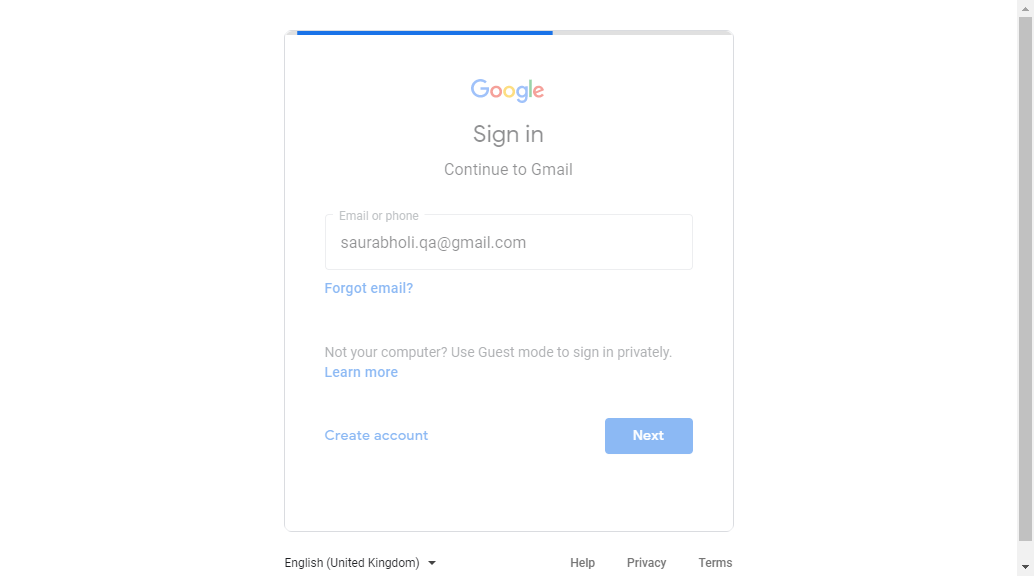 Google
Sign in
Continue to Gmail
Email or phone
saurabholi.qa@gmail.com
Forgot email?
Not your computer? Use Guest mode to sign in privately.
Learn more
Create account
Next
English (United Kingdom)
Help
Privacy
Terms